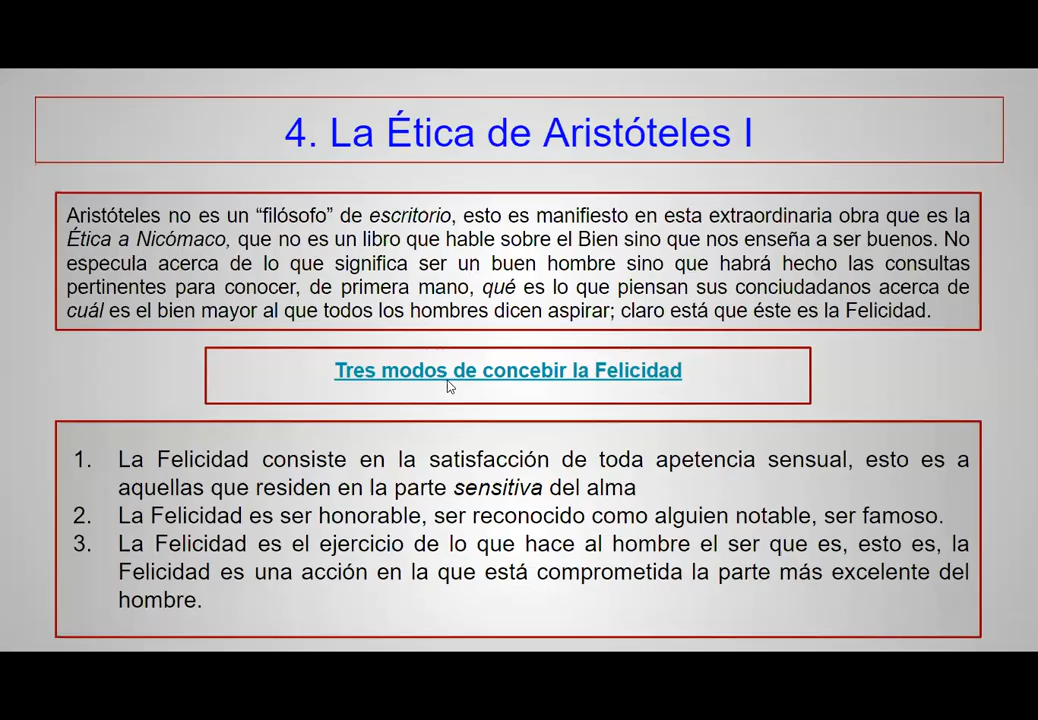 4. La Ética de Aristóteles I
Aristóteles no es un “filósofo” de escritorio, esto es manifiesto en esta extraordinaria obra que es la
Ética a Nicómaco, que no es un libro que hable sobre el Bien sino que nos enseña a ser buenos. No
especula acerca de lo que significa ser un buen hombre sino que habrá hecho las consultas
pertinentes para conocer, de primera mano, qué es lo que piensan sus conciudadanos acerca de
cuál es el bien mayor al que todos los hombres dicen aspirar; claro está que éste es la Felicidad.
Tres modos de concebir la Felicidad
1. La Felicidad consiste en la satisfacción de toda apetencia sensual, esto es a
aquellas que residen en la parte sensitiva del alma
2. La Felicidad es ser honorable, ser reconocido como alguien notable, ser famoso.
3. La Felicidad es el ejercicio de lo que hace al hombre el ser que es, esto es, la
Felicidad es una acción en la que está comprometida la parte más excelente del
hombre.